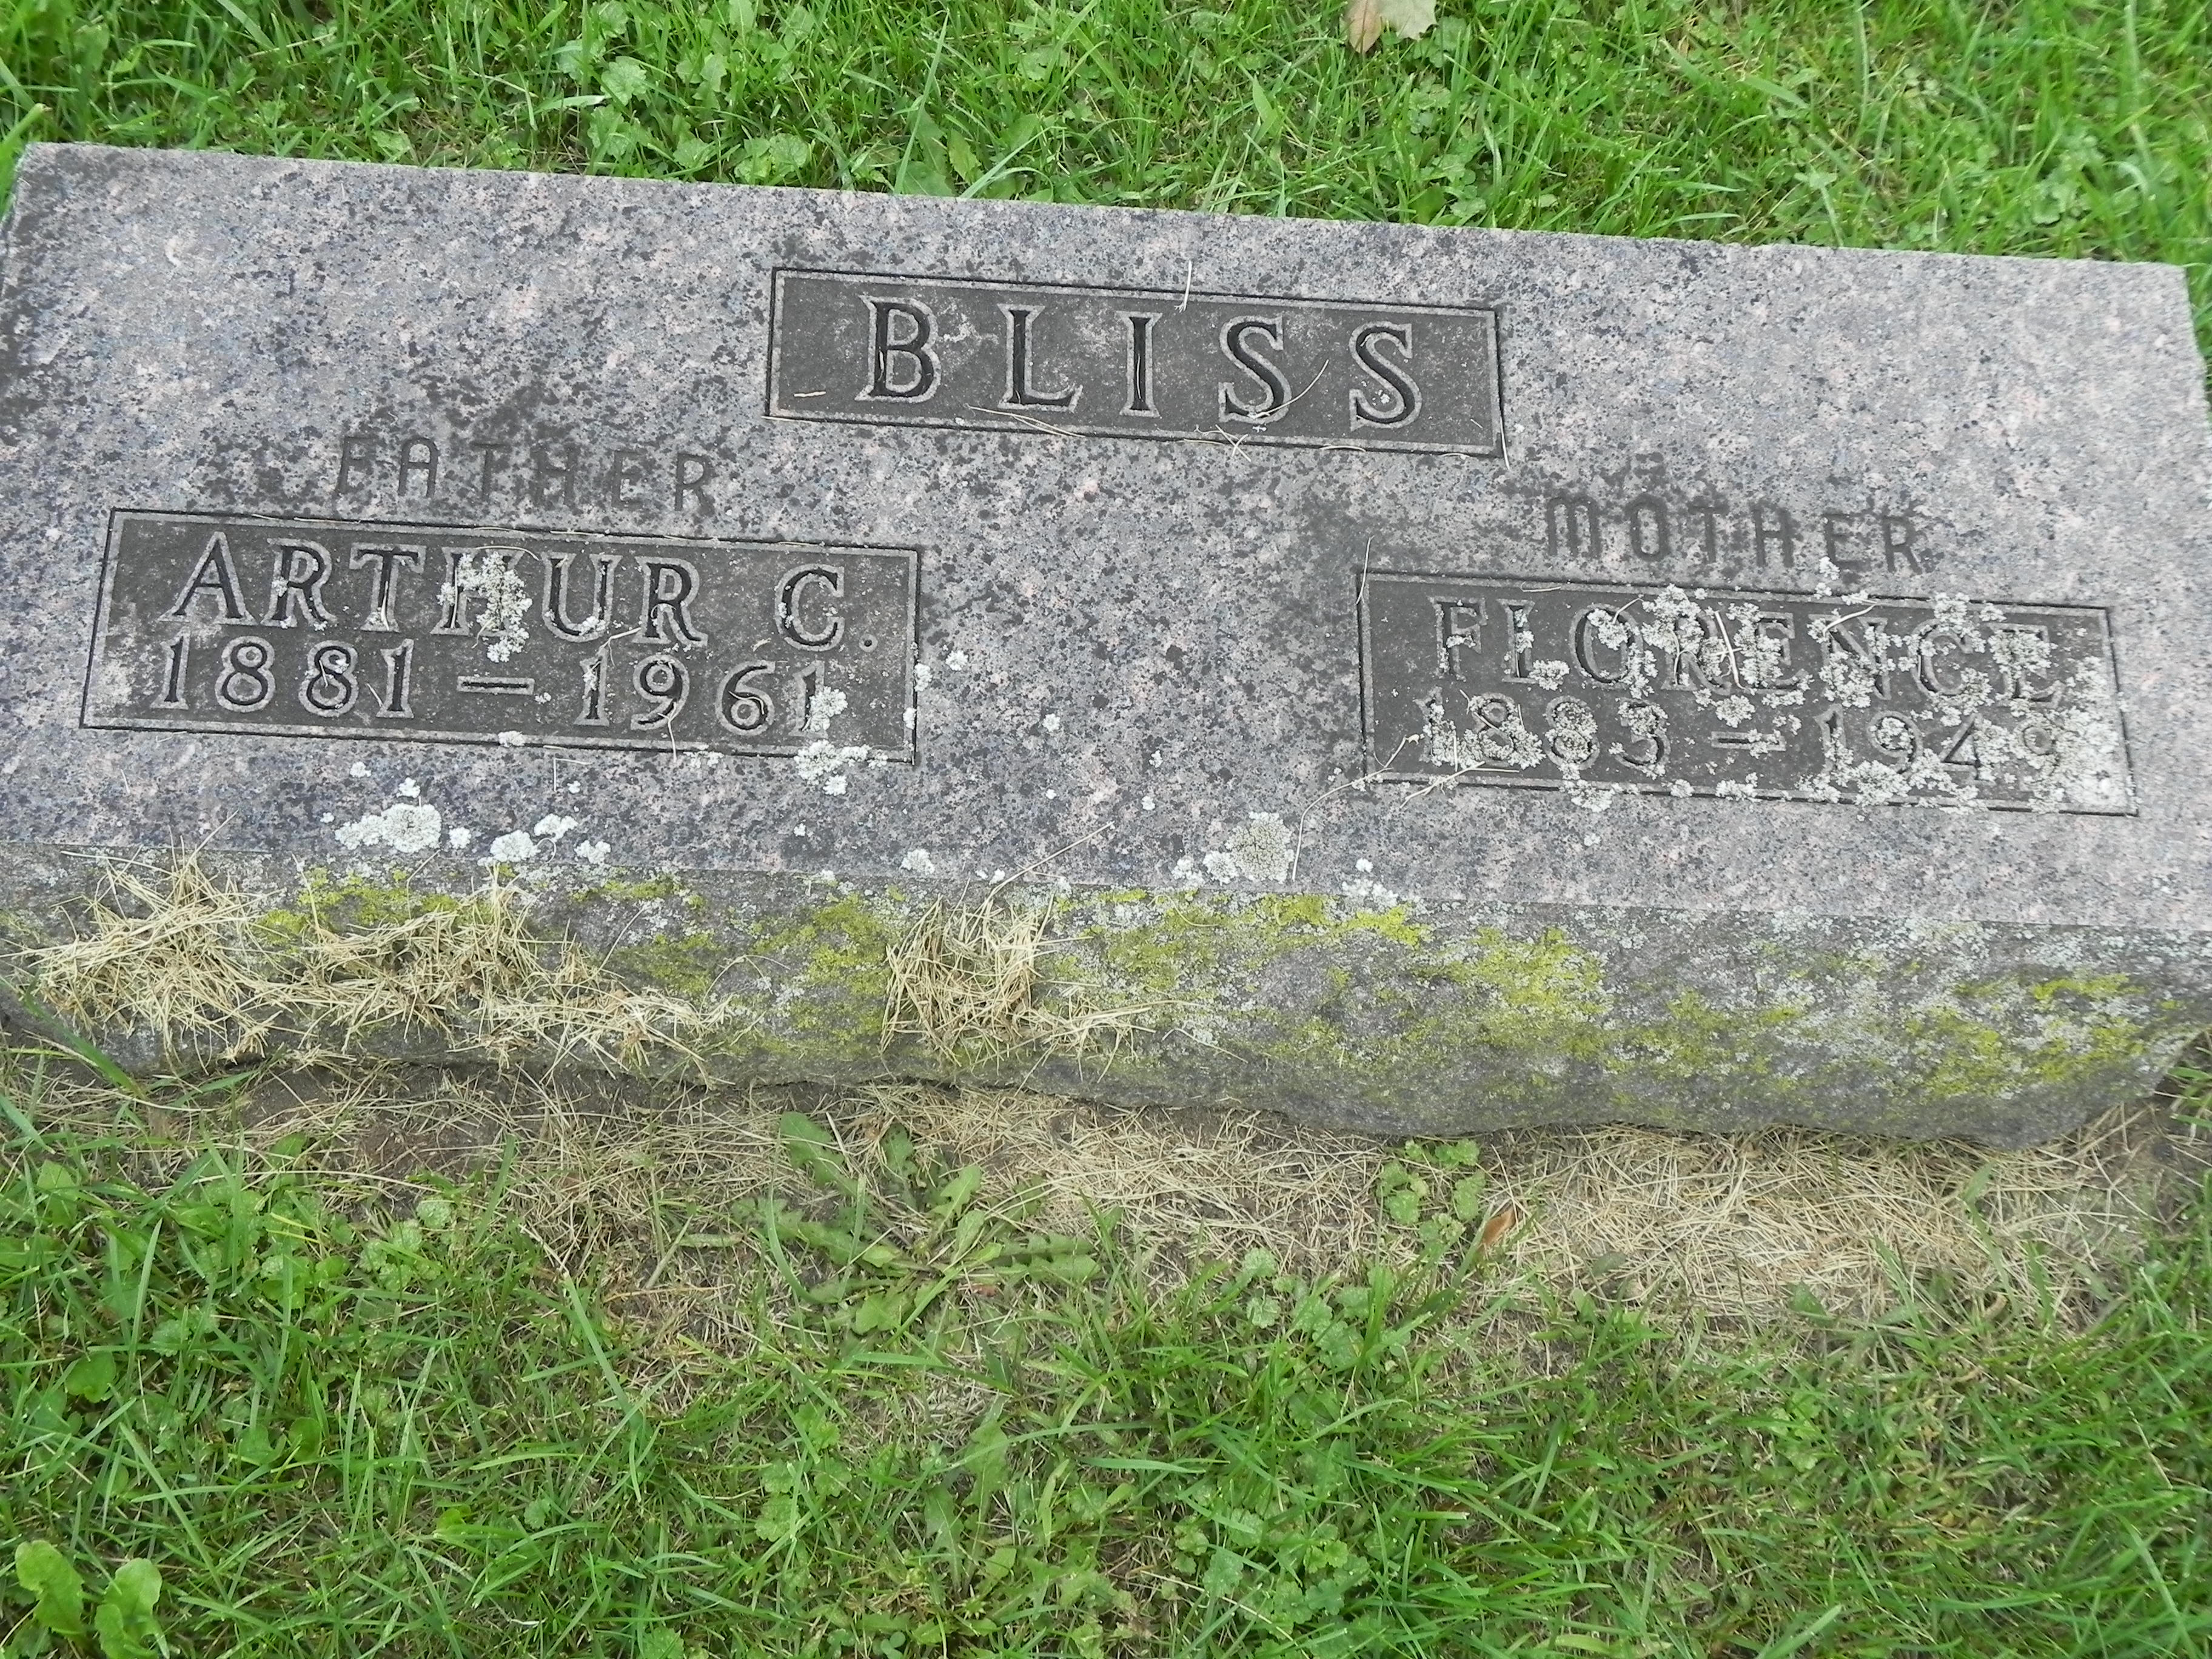 BLISS
FATHER
ARTHUR C.
1881 — 1961
MOTHER
FLORENCE
1883 — 1949